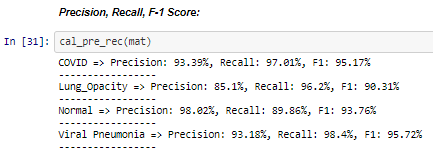 Precision, Recall, F-1 Score:
In [31]: cal_pre_rec(mat)
COVID => Precision: 93.39%, Recall: 97.01%, F1: 95.17%
-----------------
Lung_Opacity => Precision: 85.1%, Recall: 96.2%, F1: 90.31%
-----------------
Normal => Precision: 98.02%, Recall: 89.86%, F1: 93.76%
-----------------
Viral Pneumonia => Precision: 93.18%, Recall: 98.4%, F1: 95.72%
-----------------